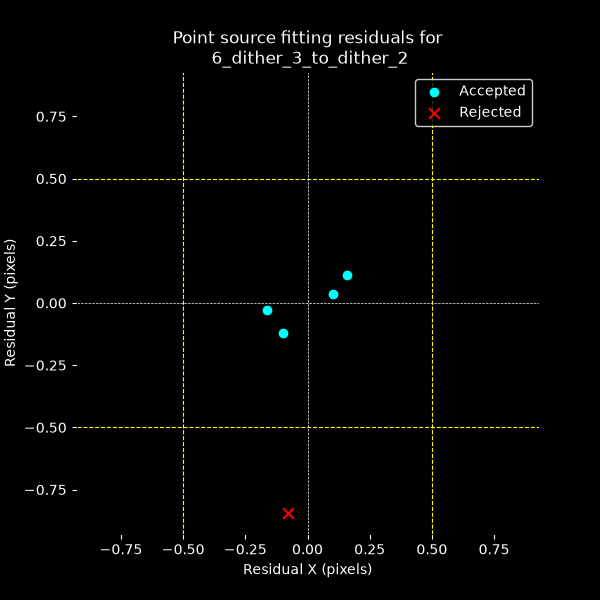 Point source fitting residuals for
6_dither_3_to_dither_2
Accepted
Rejected
Residual Y (pixels)
0.75
0.50
0.25
0.00
−0.25
−0.50
−0.75
−0.75 −0.50 −0.25 0.00 0.25 0.50 0.75
Residual X (pixels)